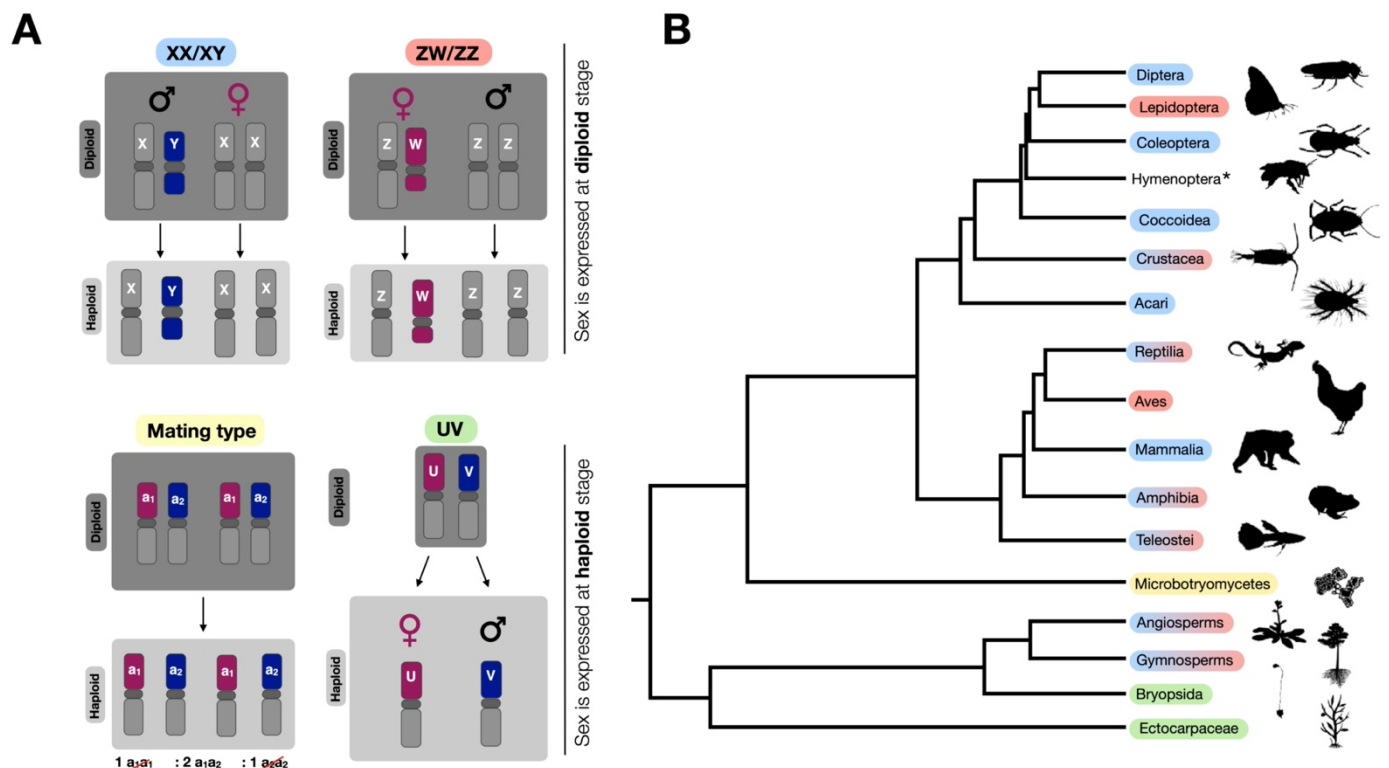 A
XX/XY
ZW/ZZ
Diploid
X
Y
X
X
Diploid
Z
W
Z
Z
Haploid
X
Y
X
X
Haploid
Z
W
Z
Z
Sex is expressed at diploid stage
Mating type
UV
Diploid
a₁
a₂
a₁
a₂
Diploid
U
V
Haploid
a₁
a₂
a₁
a₂
1 a₁a₁ : 2 a₁a₂ : 1 a₂a₂
Haploid
U
V
Sex is expressed at haploid stage
B
Diptera
Lepidoptera
Coleoptera
Hymenoptera*
Coccoidea
Crustacea
Acari
Reptilia
Aves
Mammalia
Amphibia
Teleostei
Microbotryomycetes
Angiosperms
Gymnosperms
Bryopsida
Ectocarpaceae